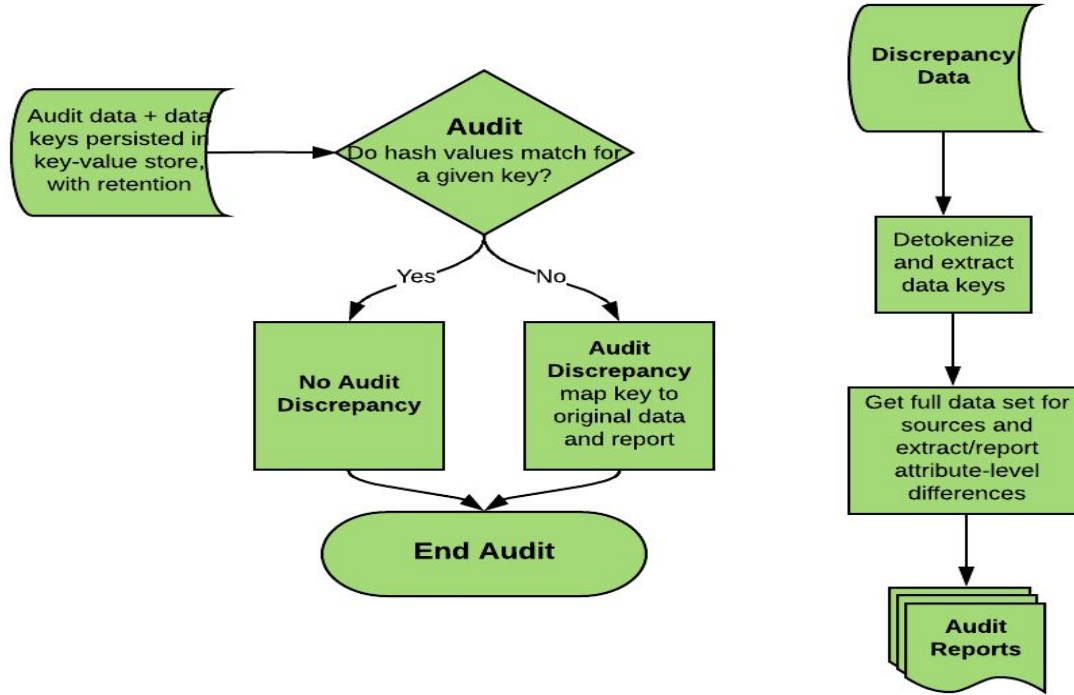 Audit data + data
keys persisted in
key-value store,
with retention
Audit
Do hash values match for
a given key?
Yes
No
No Audit
Discrepancy
Audit
Discrepancy
map key to
original data
and report
End Audit
Discrepancy
Data
Detokenize
and extract
data keys
Get full data set for
sources and
extract/report
attribute-level
differences
Audit
Reports